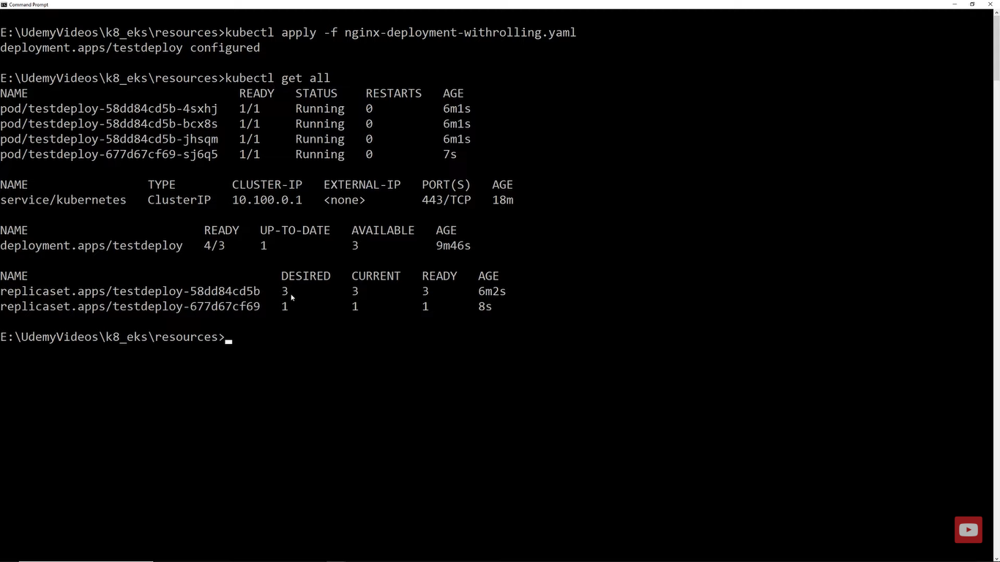 Command Prompt
E:\UdemyVideos\k8_eks\resources>kubectl apply -f nginx-deployment-withrolling.yaml
deployment.apps/testdeploy configured
E:\UdemyVideos\k8_eks\resources>kubectl get all
NAME READY STATUS RESTARTS AGE
pod/testdeploy-58dd84cd5b-4sxhj 1/1 Running 0 6m1s
pod/testdeploy-58dd84cd5b-bcx8s 1/1 Running 0 6m1s
pod/testdeploy-58dd84cd5b-jhsqm 1/1 Running 0 6m1s
pod/testdeploy-677d67cf69-sj6q5 1/1 Running 0 7s
NAME TYPE CLUSTER-IP EXTERNAL-IP PORT(S) AGE
service/kubernetes ClusterIP 10.100.0.1 <none> 443/TCP 18m
NAME READY UP-TO-DATE AVAILABLE AGE
deployment.apps/testdeploy 4/3 1 3 9m46s
NAME DESIRED CURRENT READY AGE
replicaset.apps/testdeploy-58dd84cd5b 3 3 3 6m2s
replicaset.apps/testdeploy-677d67cf69 1 1 1 8s
E:\UdemyVideos\k8_eks\resources>